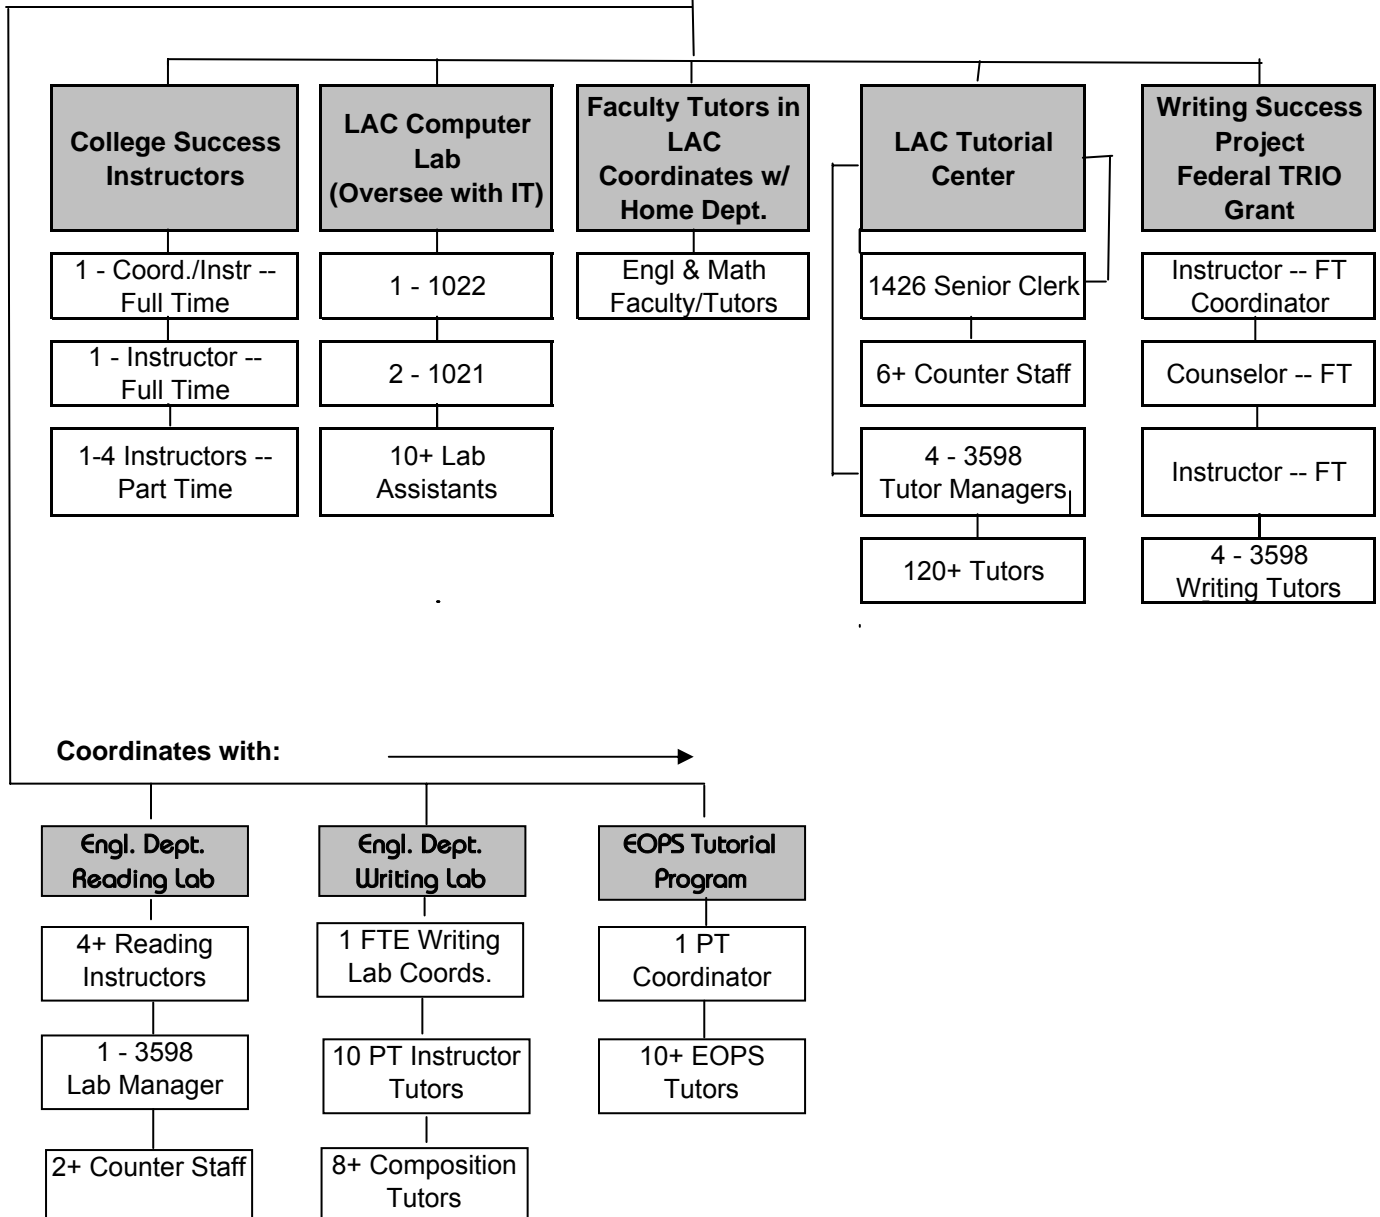 College Success
Instructors
LAC Computer
Lab
(Oversee with IT)
Faculty Tutors in
LAC
Coordinates w/
Home Dept.
LAC Tutorial
Center
Writing Success
Project
Federal TRIO
Grant
1 - Coord./Instr --
Full Time
1 - 1022
Engl & Math
Faculty/Tutors
1426 Senior Clerk
Instructor -- FT
Coordinator
1 - Instructor --
Full Time
2 - 1021
6+ Counter Staff
Counselor -- FT
1-4 Instructors --
Part Time
10+ Lab
Assistants
4 - 3598
Tutor Managers
Instructor -- FT
120+ Tutors
4 - 3598
Writing Tutors
Coordinates with:
Engl. Dept.
Reading Lab
Engl. Dept.
Writing Lab
EOPS Tutorial
Program
4+ Reading
Instructors
1 FTE Writing
Lab Coords.
1 PT
Coordinator
1 - 3598
Lab Manager
10 PT Instructor
Tutors
10+ EOPS
Tutors
2+ Counter Staff
8+ Composition
Tutors